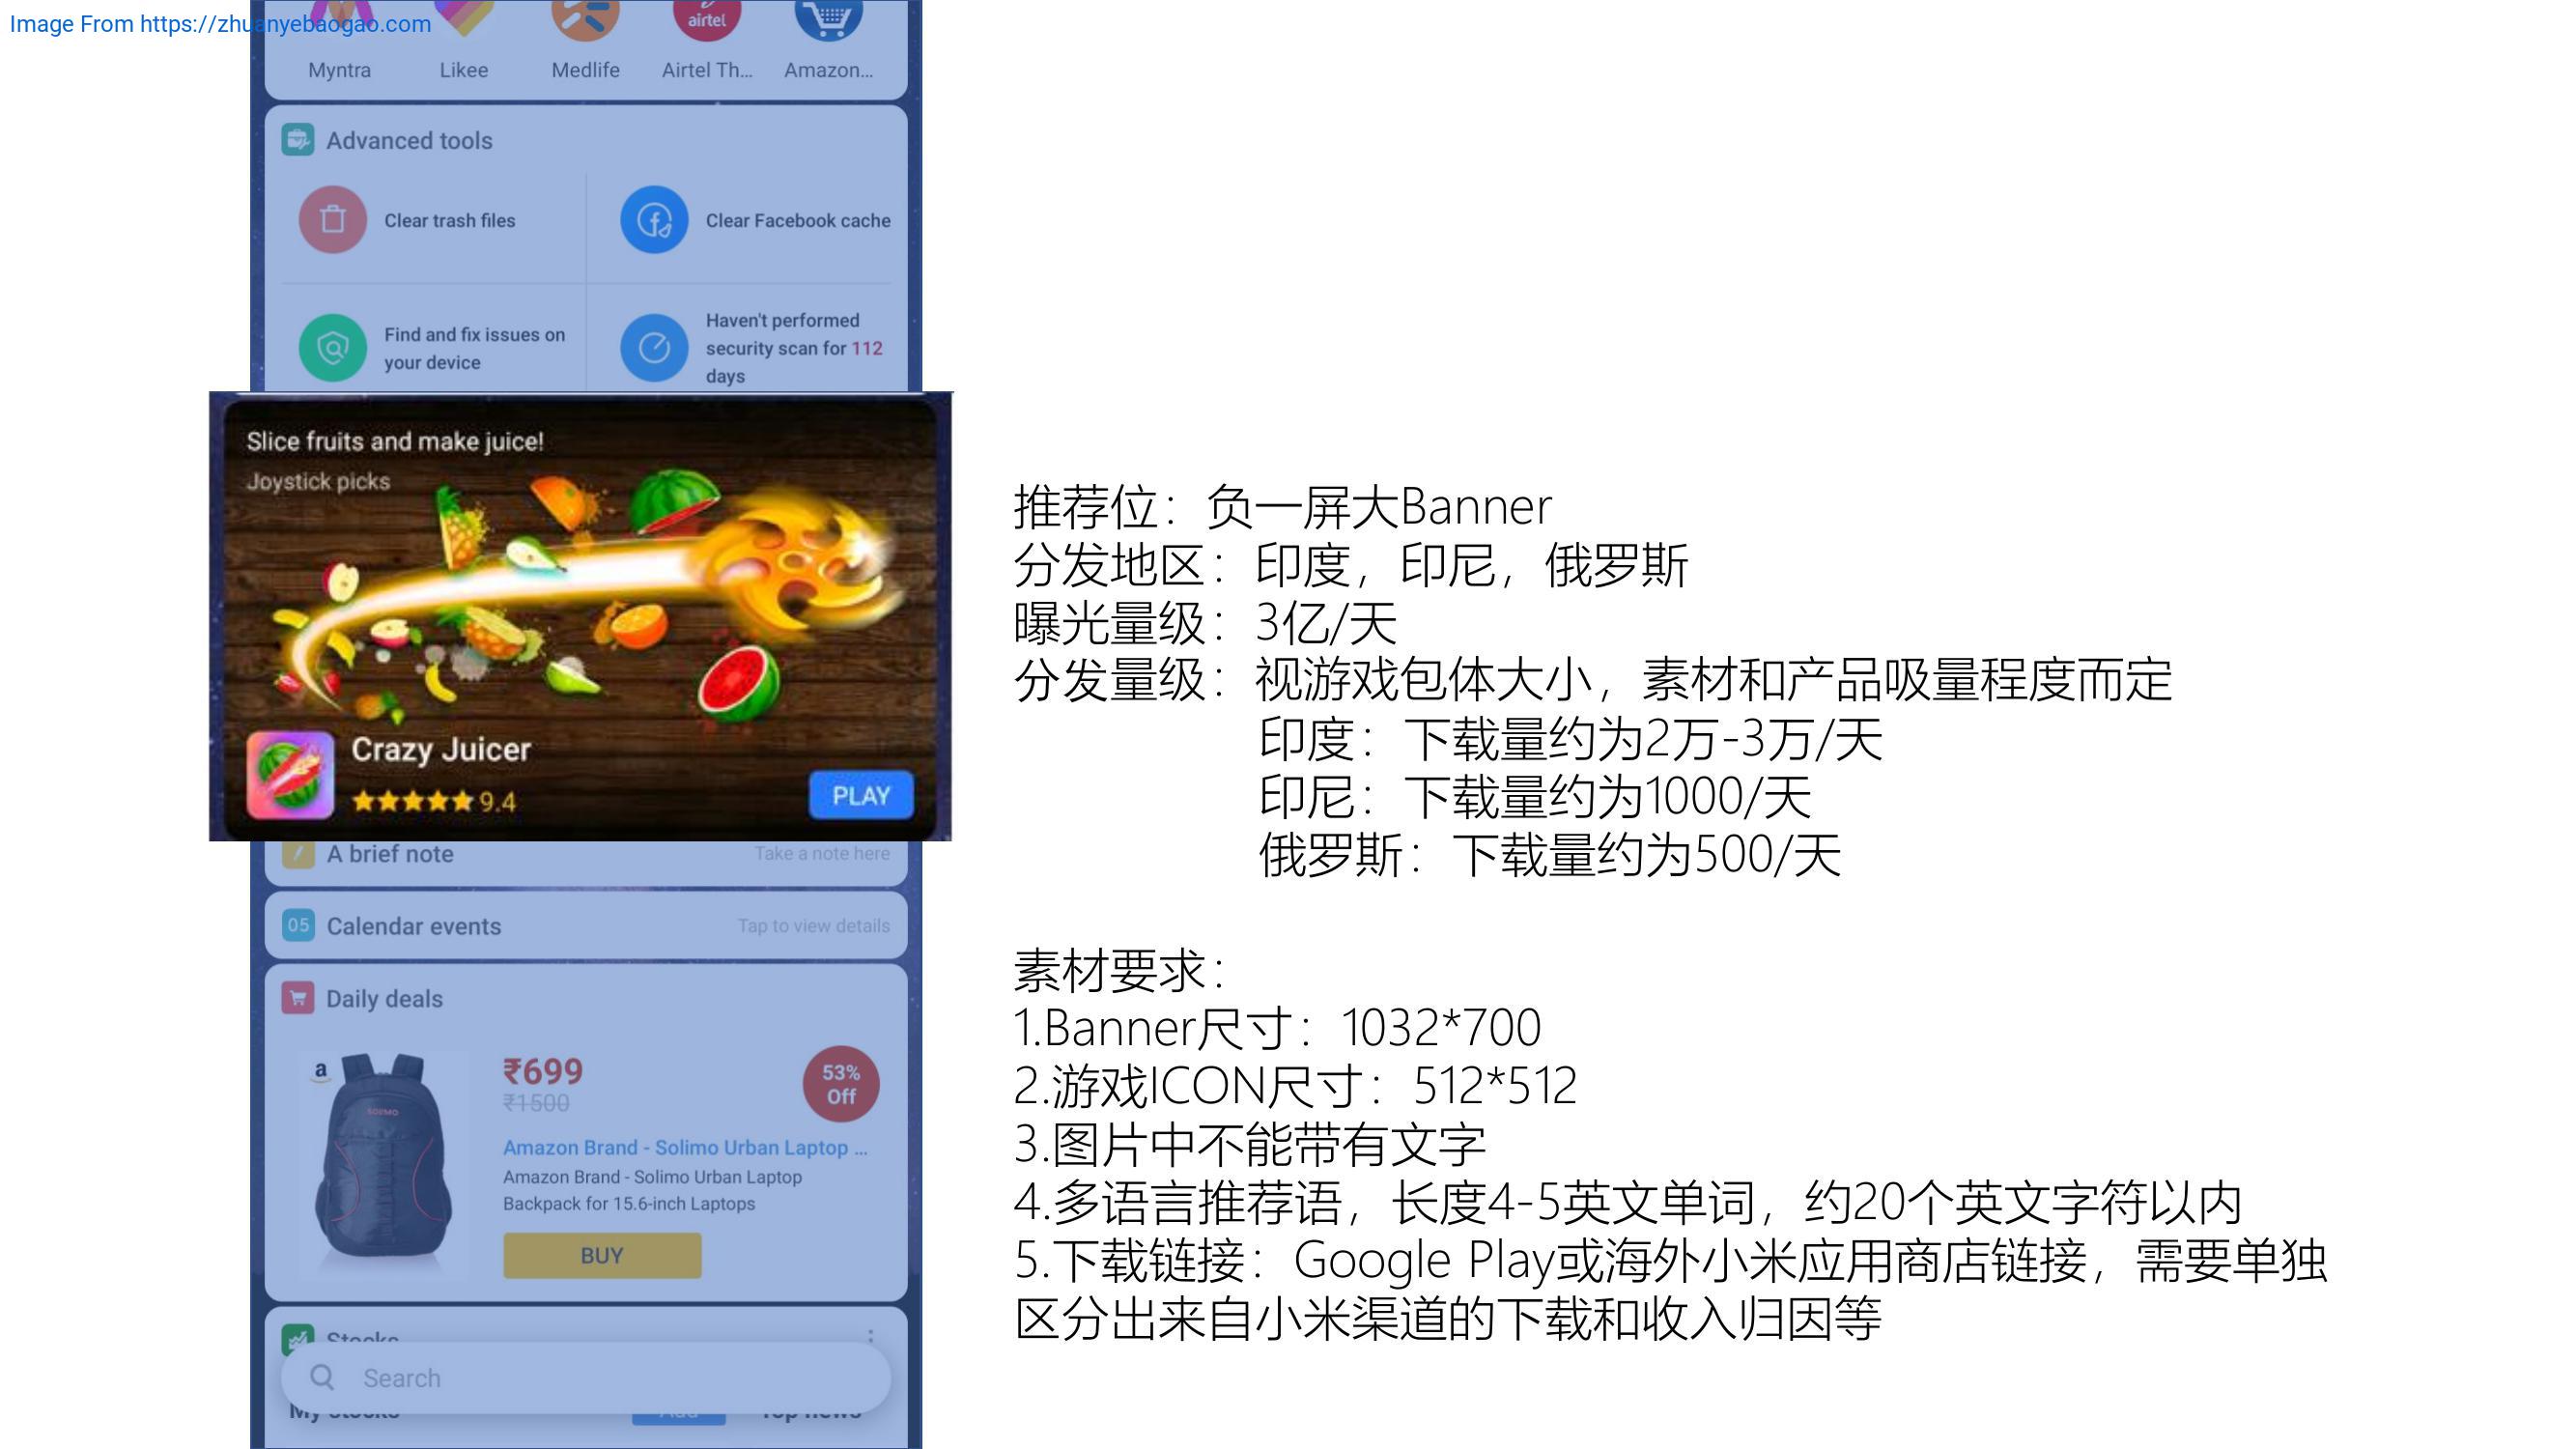 Image From https://zhuanyebaogao.com
airtel
Myntra
Likee
Medlife
Airtel Th...
Amazon...
Advanced tools
Clear trash files
Clear Facebook cache
Find and fix issues on
your device
Haven't performed
security scan for 112
days
Slice fruits and make juice!
Joystick picks
Crazy Juicer
9.4
PLAY
A brief note
Take a note here
05
Calendar events
Tap to view details
Daily deals
a
SOLIMO
₹699
₹1500
53%
Off
Amazon Brand - Solimo Urban Laptop ...
Amazon Brand - Solimo Urban Laptop
Backpack for 15.6-inch Laptops
BUY
Stocks
Search
My stocks
Add
Top news
推荐位：负一屏大Banner
分发地区：印度，印尼，俄罗斯
曝光量级：3亿/天
分发量级：视游戏包体大小，素材和产品吸量程度而定
印度：下载量约为2万-3万/天
印尼：下载量约为1000/天
俄罗斯：下载量约为500/天
素材要求：
1.Banner尺寸：1032*700
2.游戏ICON尺寸：512*512
3.图片中不能带有文字
4.多语言推荐语，长度4-5英文单词，约20个英文字符以内
5.下载链接：Google Play或海外小米应用商店链接，需要单独
区分出来自小米渠道的下载和收入归因等